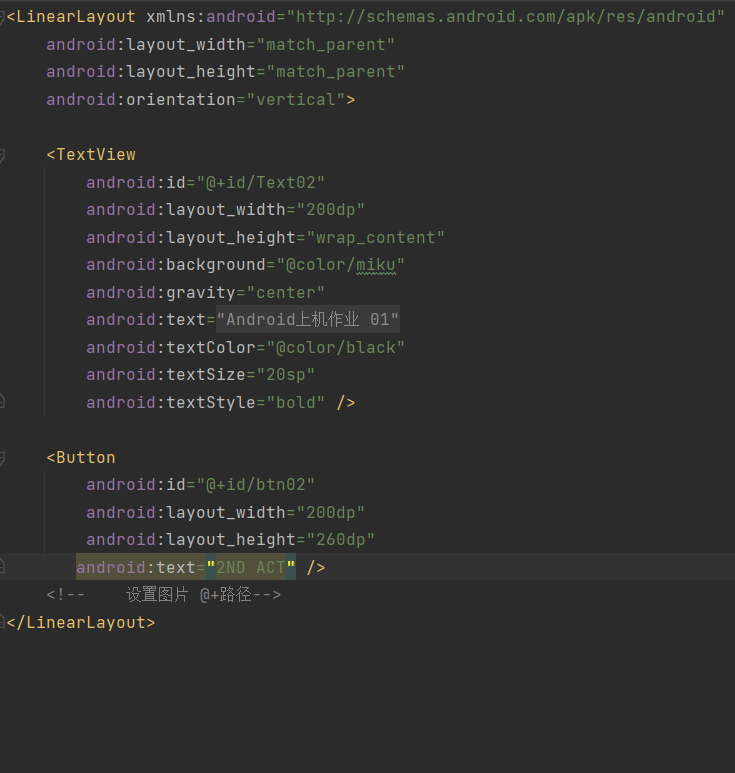 <LinearLayout xmlns:android="http://schemas.android.com/apk/res/android"
    android:layout_width="match_parent"
    android:layout_height="match_parent"
    android:orientation="vertical">

    <TextView
        android:id="@+id/Text02"
        android:layout_width="200dp"
        android:layout_height="wrap_content"
        android:background="@color/miku"
        android:gravity="center"
        android:text="Android上机作业 01"
        android:textColor="@color/black"
        android:textSize="20sp"
        android:textStyle="bold" />

    <Button
        android:id="@+id/btn02"
        android:layout_width="200dp"
        android:layout_height="260dp"
       android:text="2ND ACT" />
    <!--    设置图片 @+路径-->
</LinearLayout>